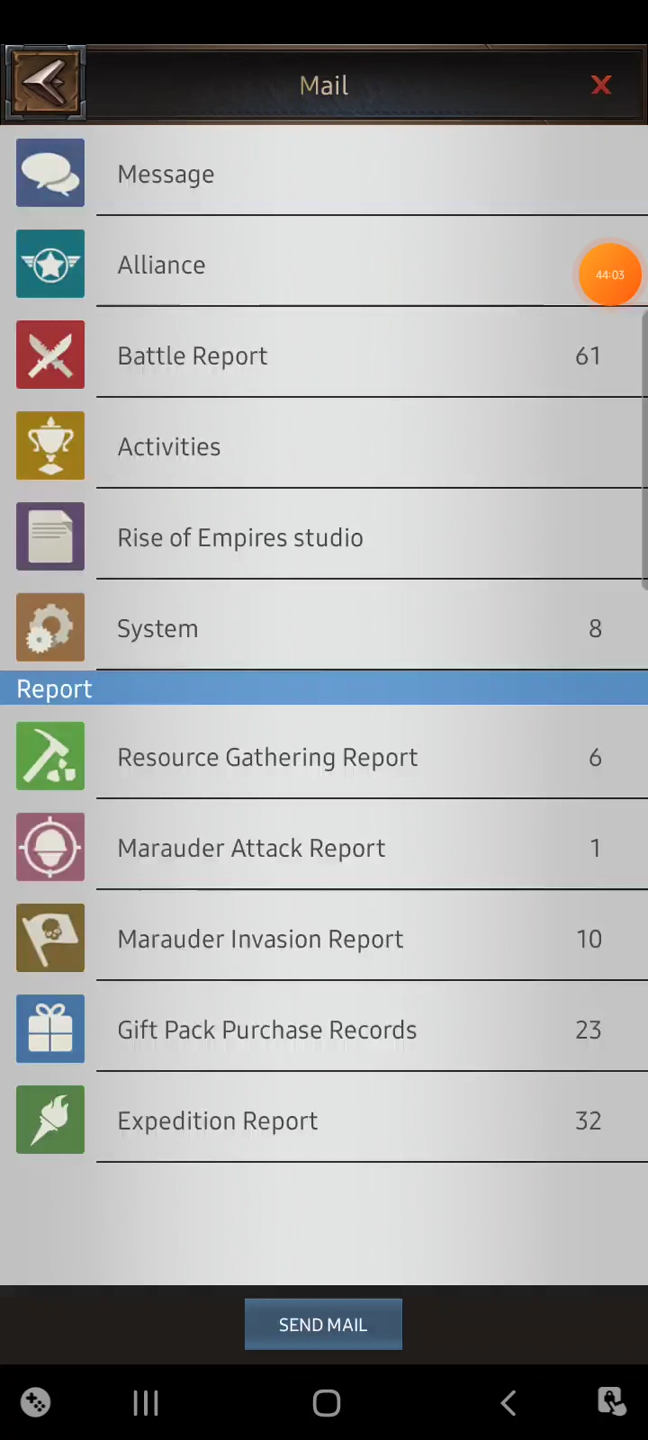 Mail
X
Message
Alliance
44:03
Battle Report 61
Activities
Rise of Empires studio
System 8
Report
Resource Gathering Report 6
Marauder Attack Report 1
Marauder Invasion Report 10
Gift Pack Purchase Records 23
Expedition Report 32
SEND MAIL